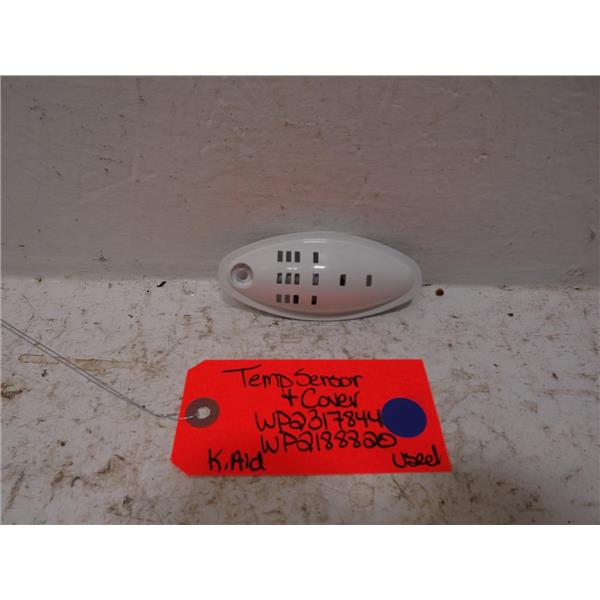 Temp Sensor
+ Cover
WP2317844
WP2188820
K.Aid used